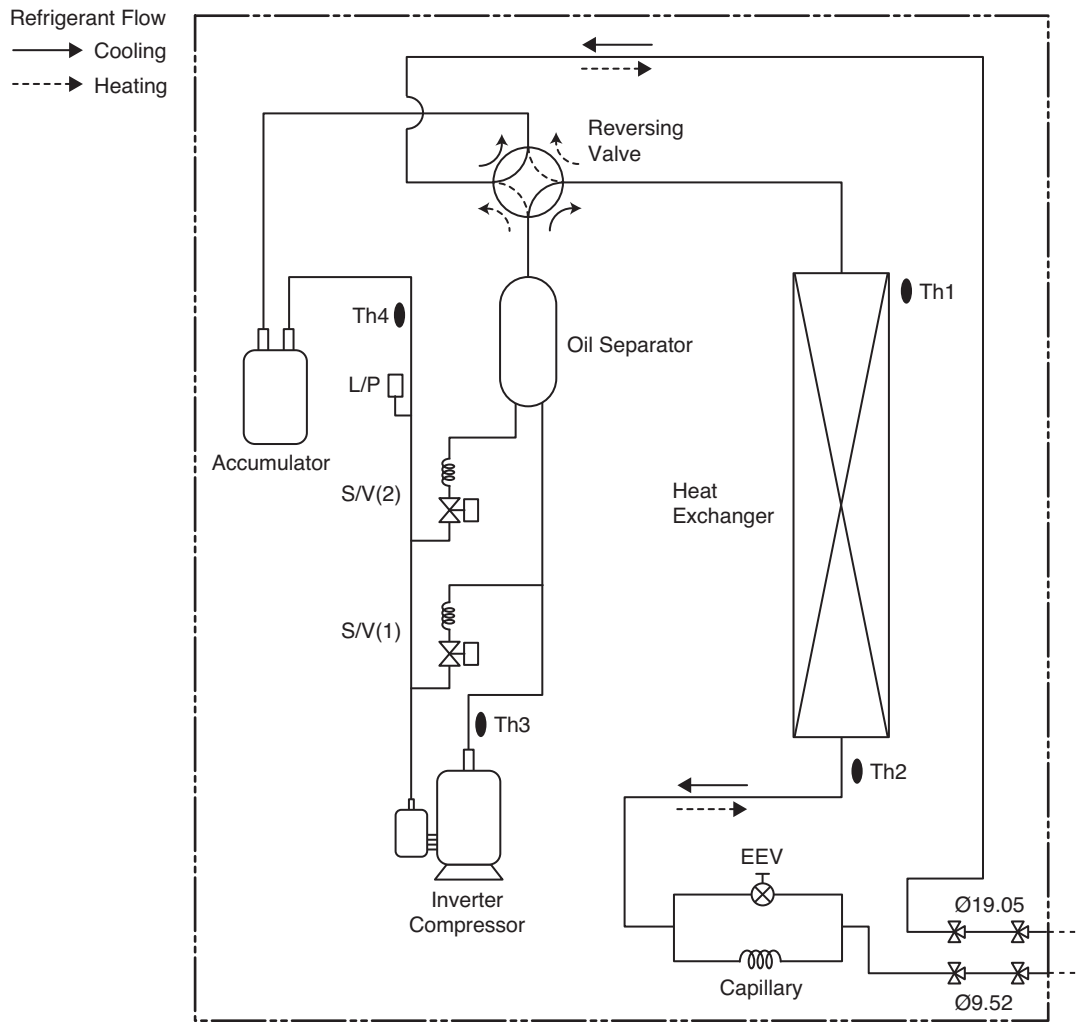 Refrigerant Flow
Cooling
Heating
Reversing
Valve
Th1
Th4
Oil Separator
L/P
Accumulator
S/V(2)
Heat
Exchanger
S/V(1)
Th3
Th2
EEV
Inverter
Compressor
Ø19.05
Capillary
Ø9.52